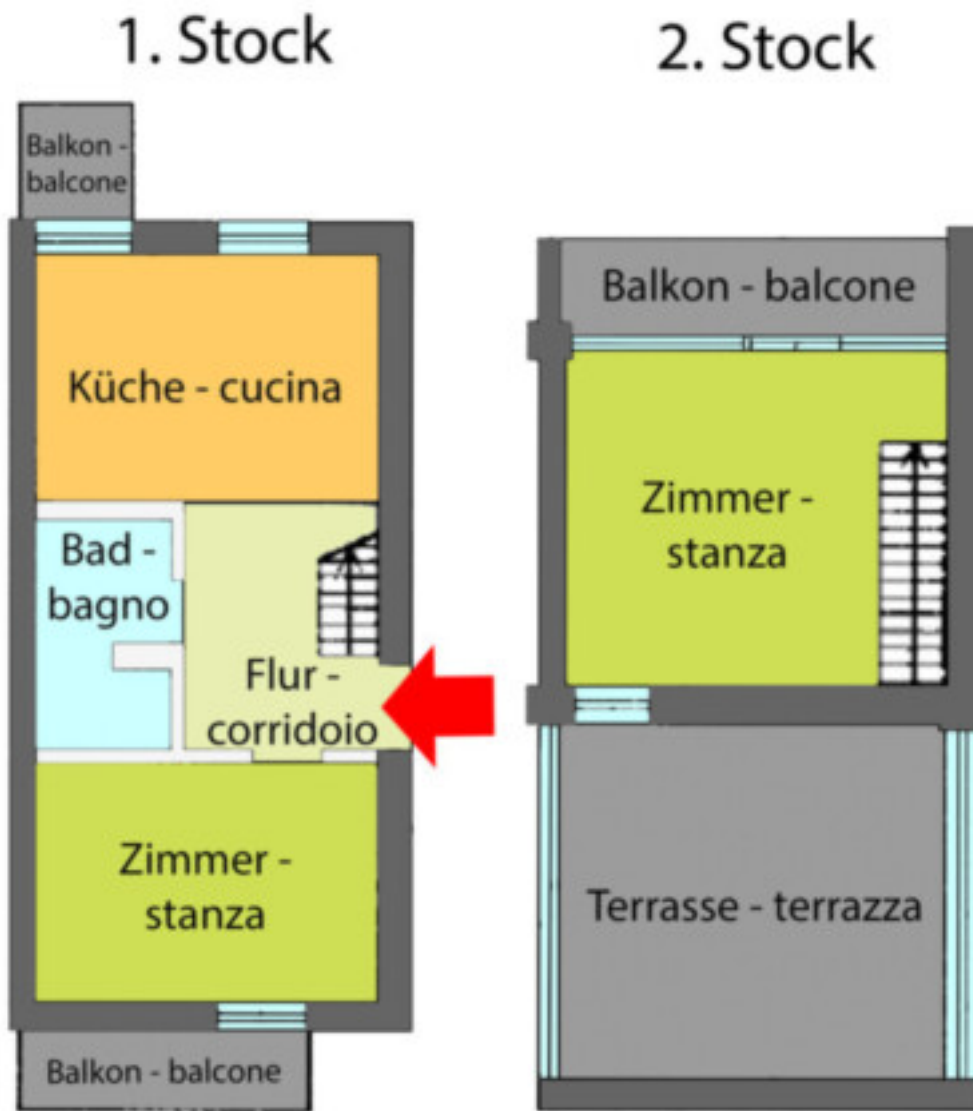 1. Stock
2. Stock
Balkon -
balcone
Küche - cucina
Bad -
bagno
Flur -
corridoio
Zimmer -
stanza
Balkon - balcone
Balkon - balcone
Zimmer -
stanza
Terrasse - terrazza